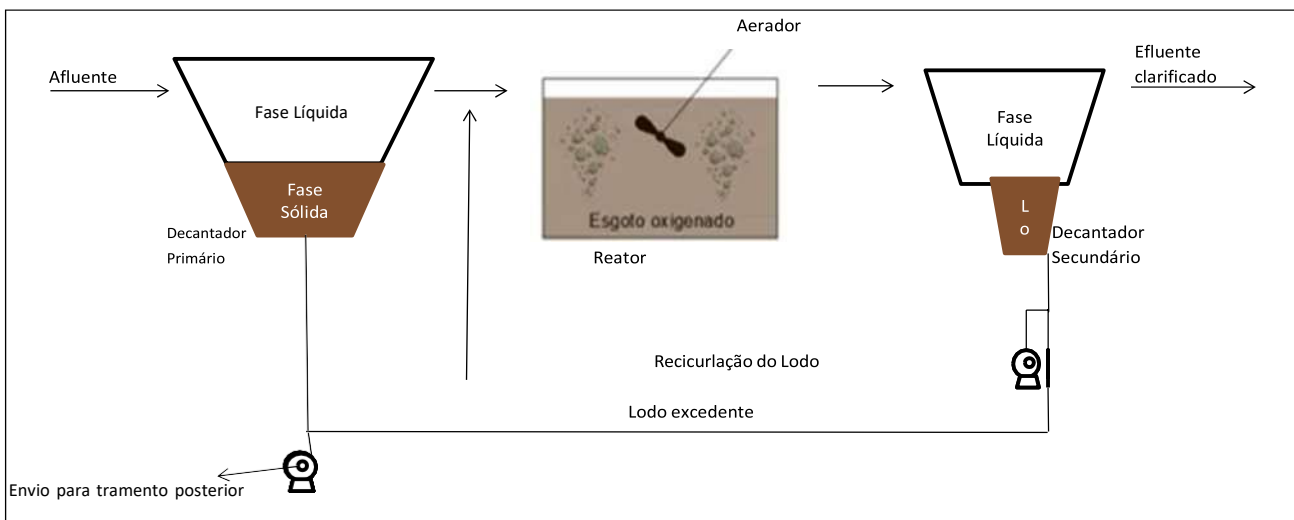 Aerador
Afluente
Efluente
clarificado
Fase Líquida
Fase
Líquida
Fase
Sólida
L
o
Esgoto oxigenado
Decantador
Primário
Reator
Decantador
Secundário
Recicurlação do Lodo
Lodo excedente
Envio para tramento posterior